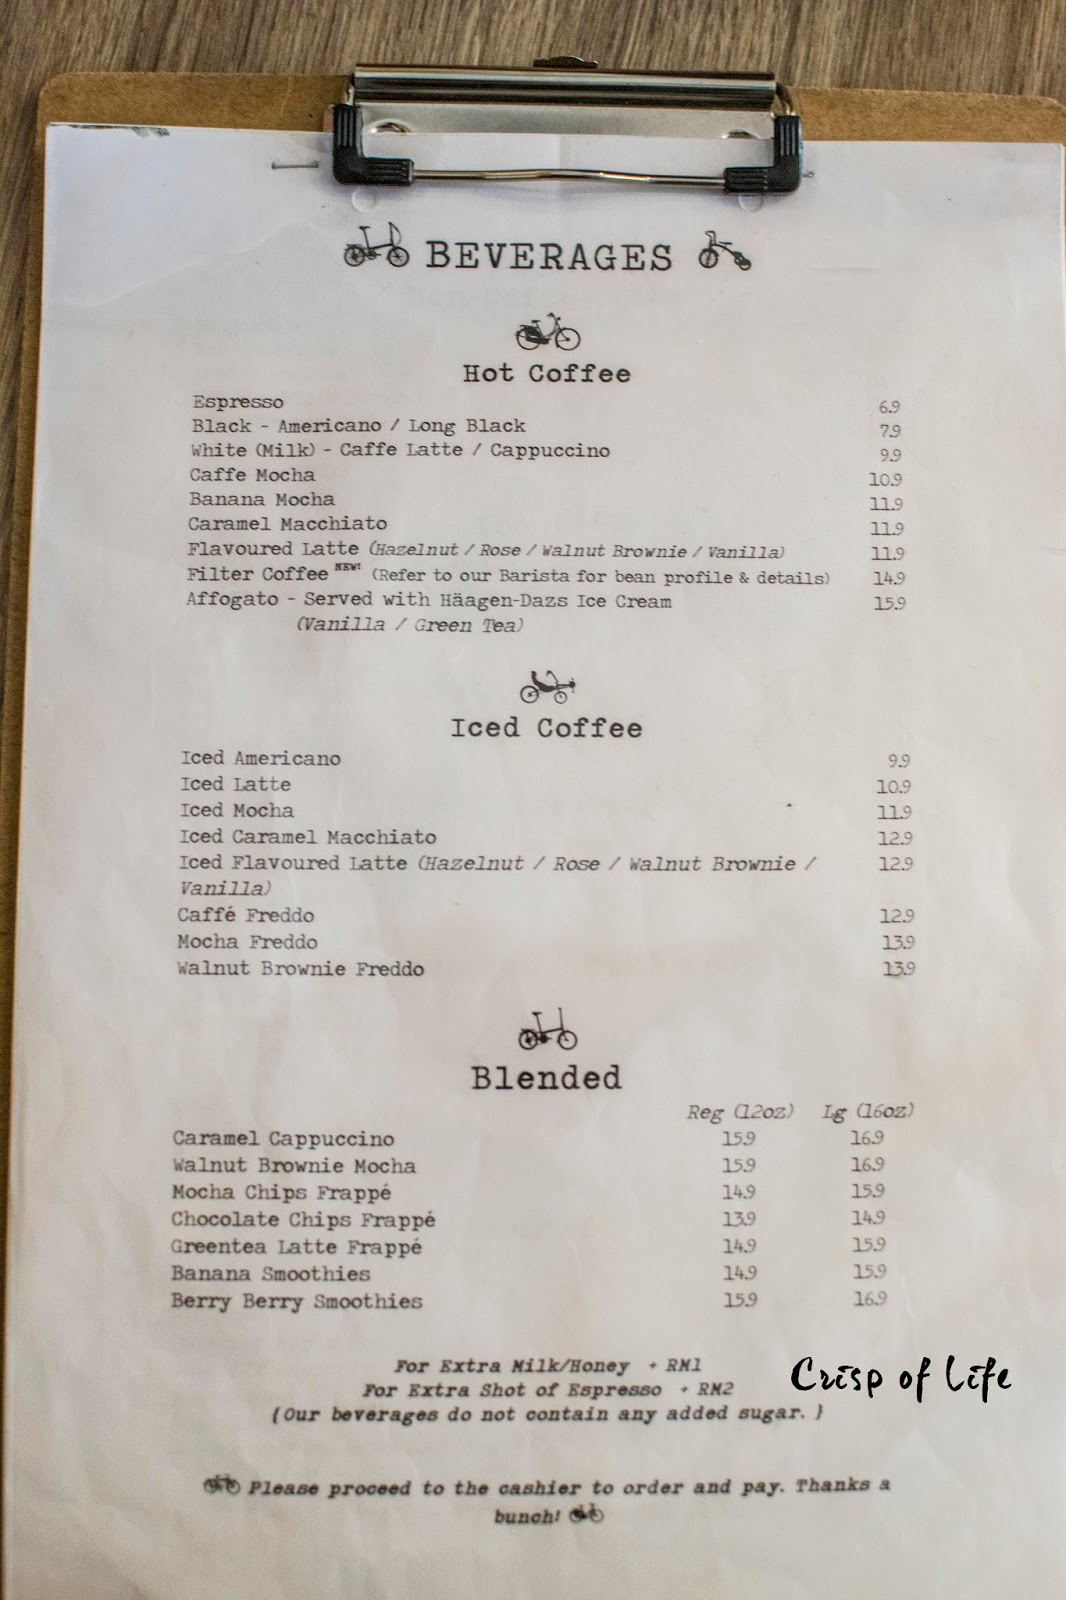 BEVERAGES
Hot Coffee
Espresso 6.9
Black - Americano / Long Black 7.9
White (Milk) - Caffe Latte / Cappuccino 9.9
Caffe Mocha 10.9
Banana Mocha 11.9
Caramel Macchiato 11.9
Flavoured Latte (Hazelnut / Rose / Walnut Brownie / Vanilla) 11.9
Filter Coffee NEW! (Refer to our Barista for bean profile & details) 14.9
Affogato - Served with Häagen-Dazs Ice Cream 15.9
(Vanilla / Green Tea)
Iced Coffee
Iced Americano 9.9
Iced Latte 10.9
Iced Mocha 11.9
Iced Caramel Macchiato 12.9
Iced Flavoured Latte (Hazelnut / Rose / Walnut Brownie / 12.9
Vanilla)
Caffé Freddo 12.9
Mocha Freddo 13.9
Walnut Brownie Freddo 13.9
Blended
Reg (12oz) Lg (16oz)
Caramel Cappuccino 15.9 16.9
Walnut Brownie Mocha 15.9 16.9
Mocha Chips Frappé 14.9 15.9
Chocolate Chips Frappé 13.9 14.9
Greentea Latte Frappé 14.9 15.9
Banana Smoothies 14.9 15.9
Berry Berry Smoothies 15.9 16.9
For Extra Milk/Honey + RM1
For Extra Shot of Espresso + RM2
(Our beverages do not contain any added sugar. )
Crisp of Life
Please proceed to the cashier to order and pay. Thanks a
bunch!